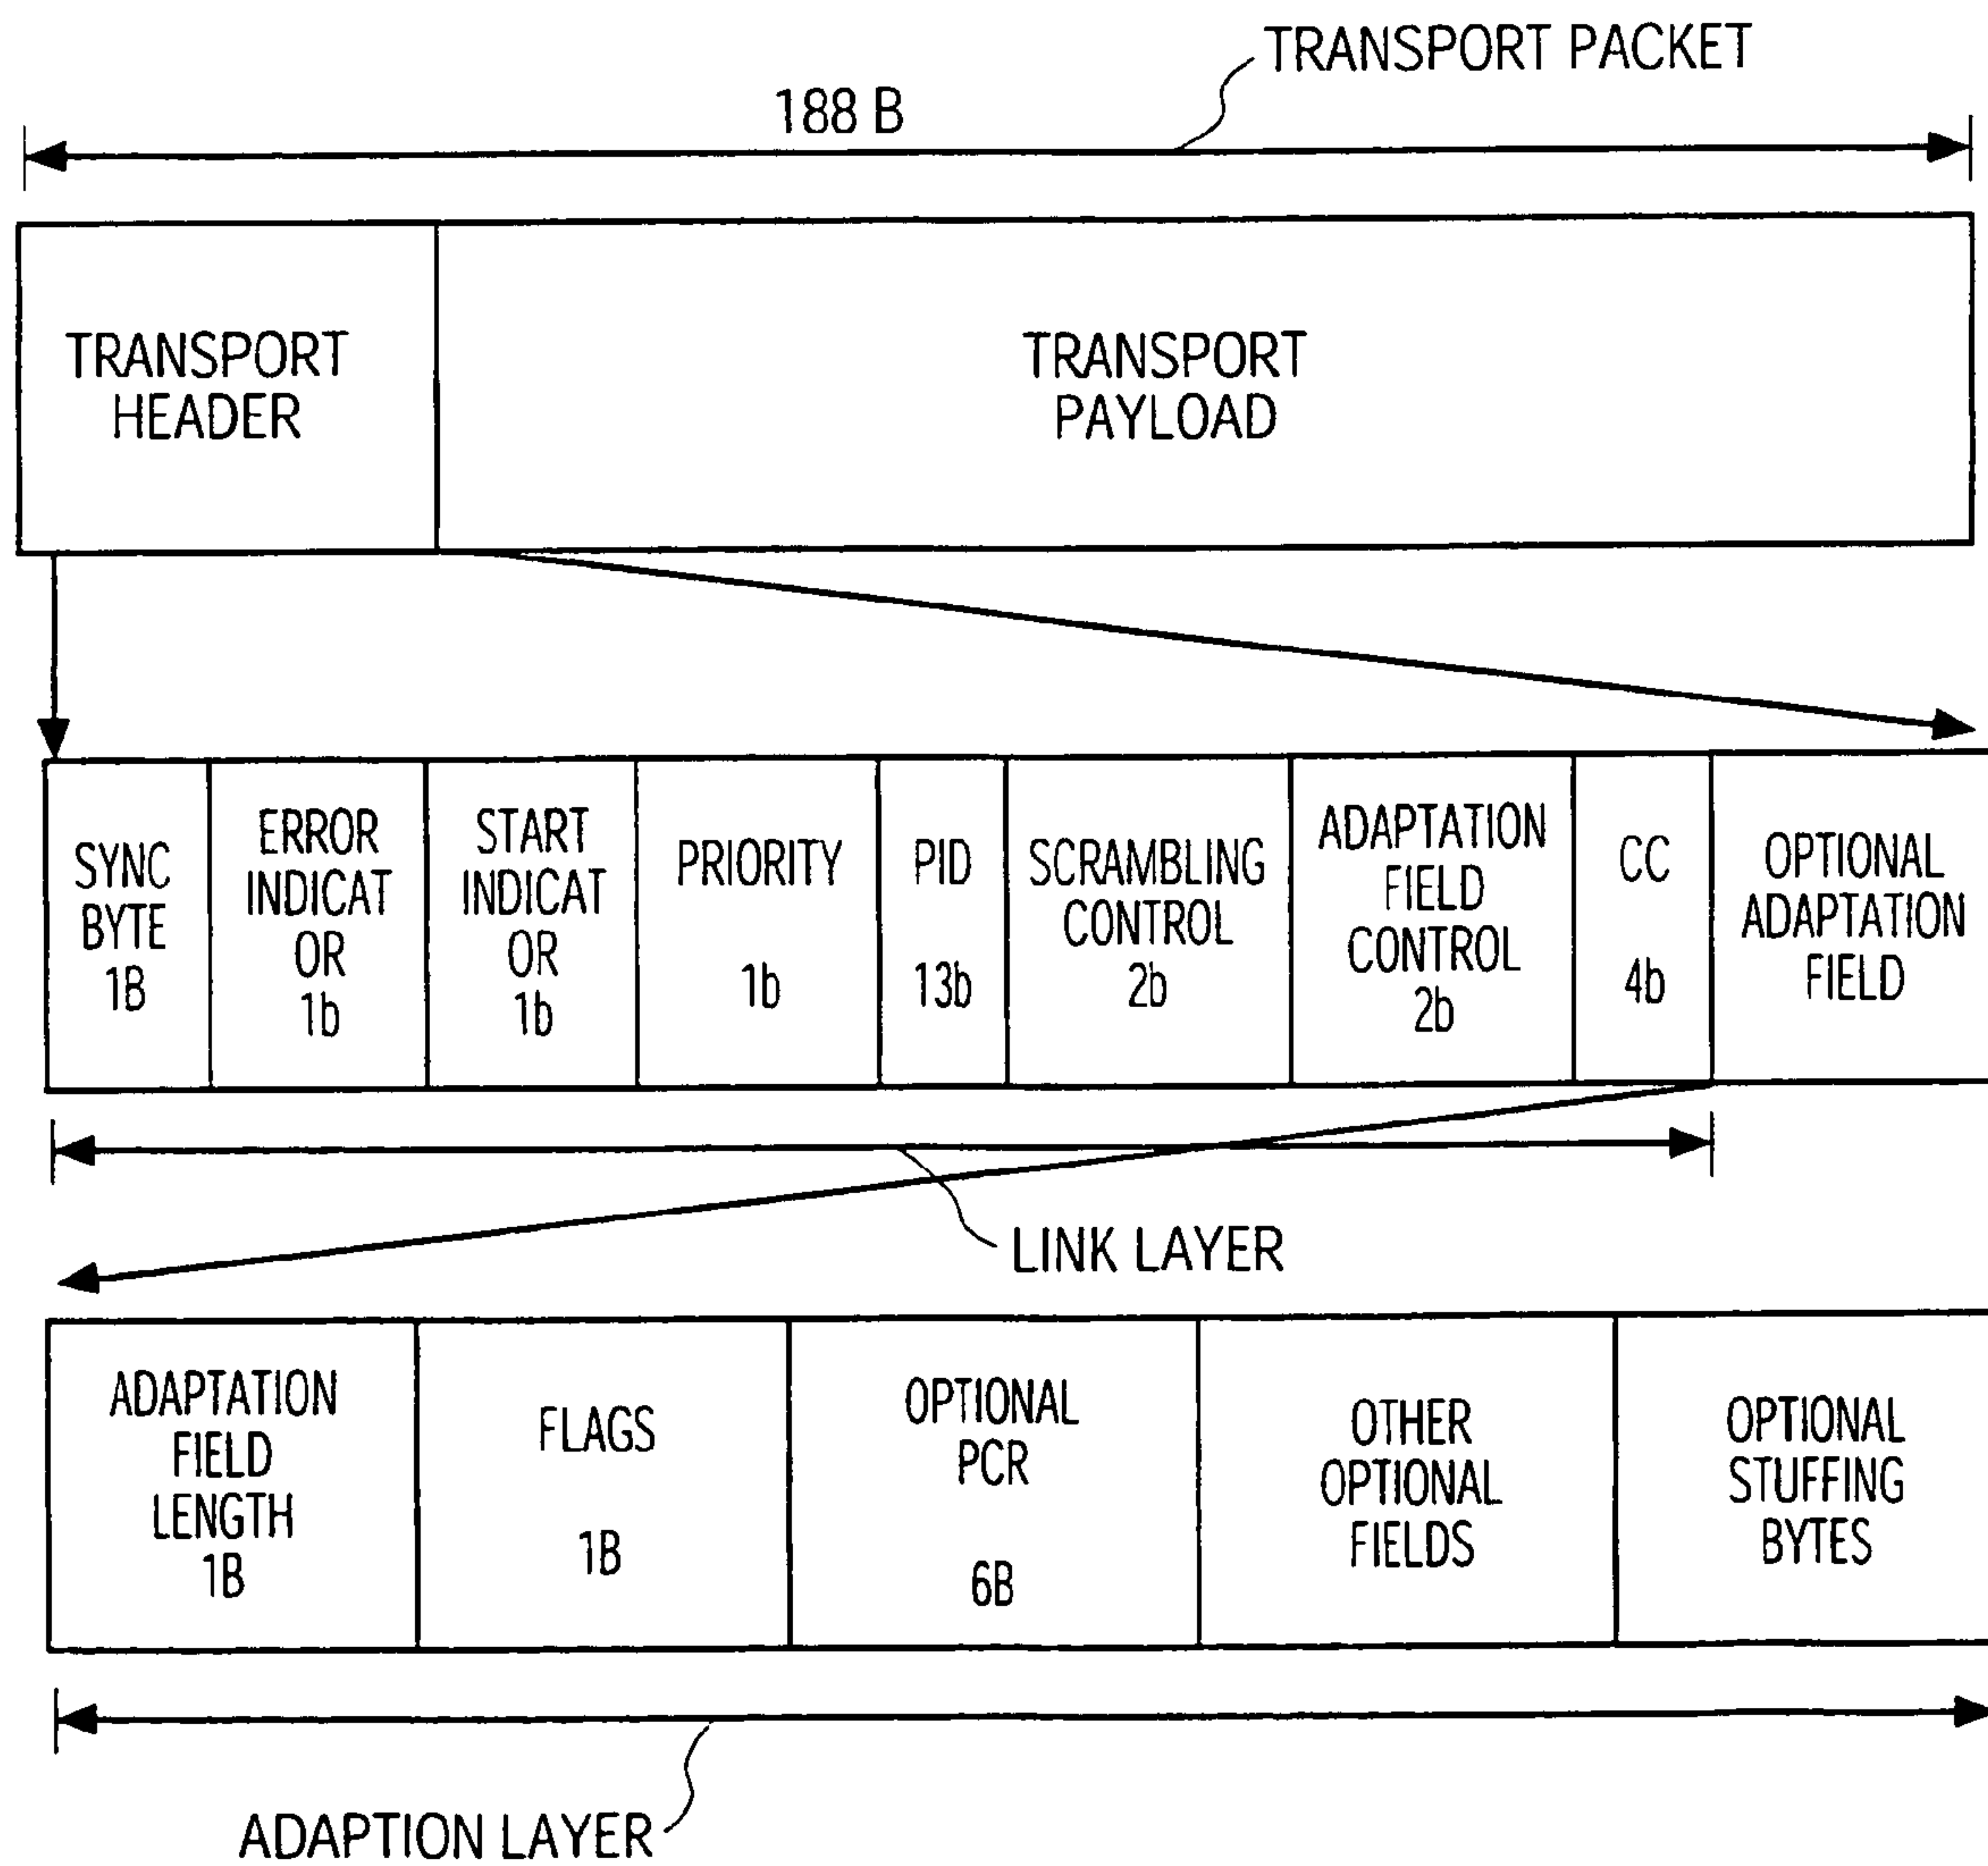 TRANSPORT PACKET
188 B
TRANSPORT
HEADER
TRANSPORT
PAYLOAD
SYNC
BYTE
1B
ERROR
INDICAT
OR
1b
START
INDICAT
OR
1b
PRIORITY
1b
PID
13b
SCRAMBLING
CONTROL
2b
ADAPTATION
FIELD
CONTROL
2b
CC
4b
OPTIONAL
ADAPTATION
FIELD
LINK LAYER
ADAPTATION
FIELD
LENGTH
1B
FLAGS
1B
OPTIONAL
PCR
6B
OTHER
OPTIONAL
FIELDS
OPTIONAL
STUFFING
BYTES
ADAPTION LAYER